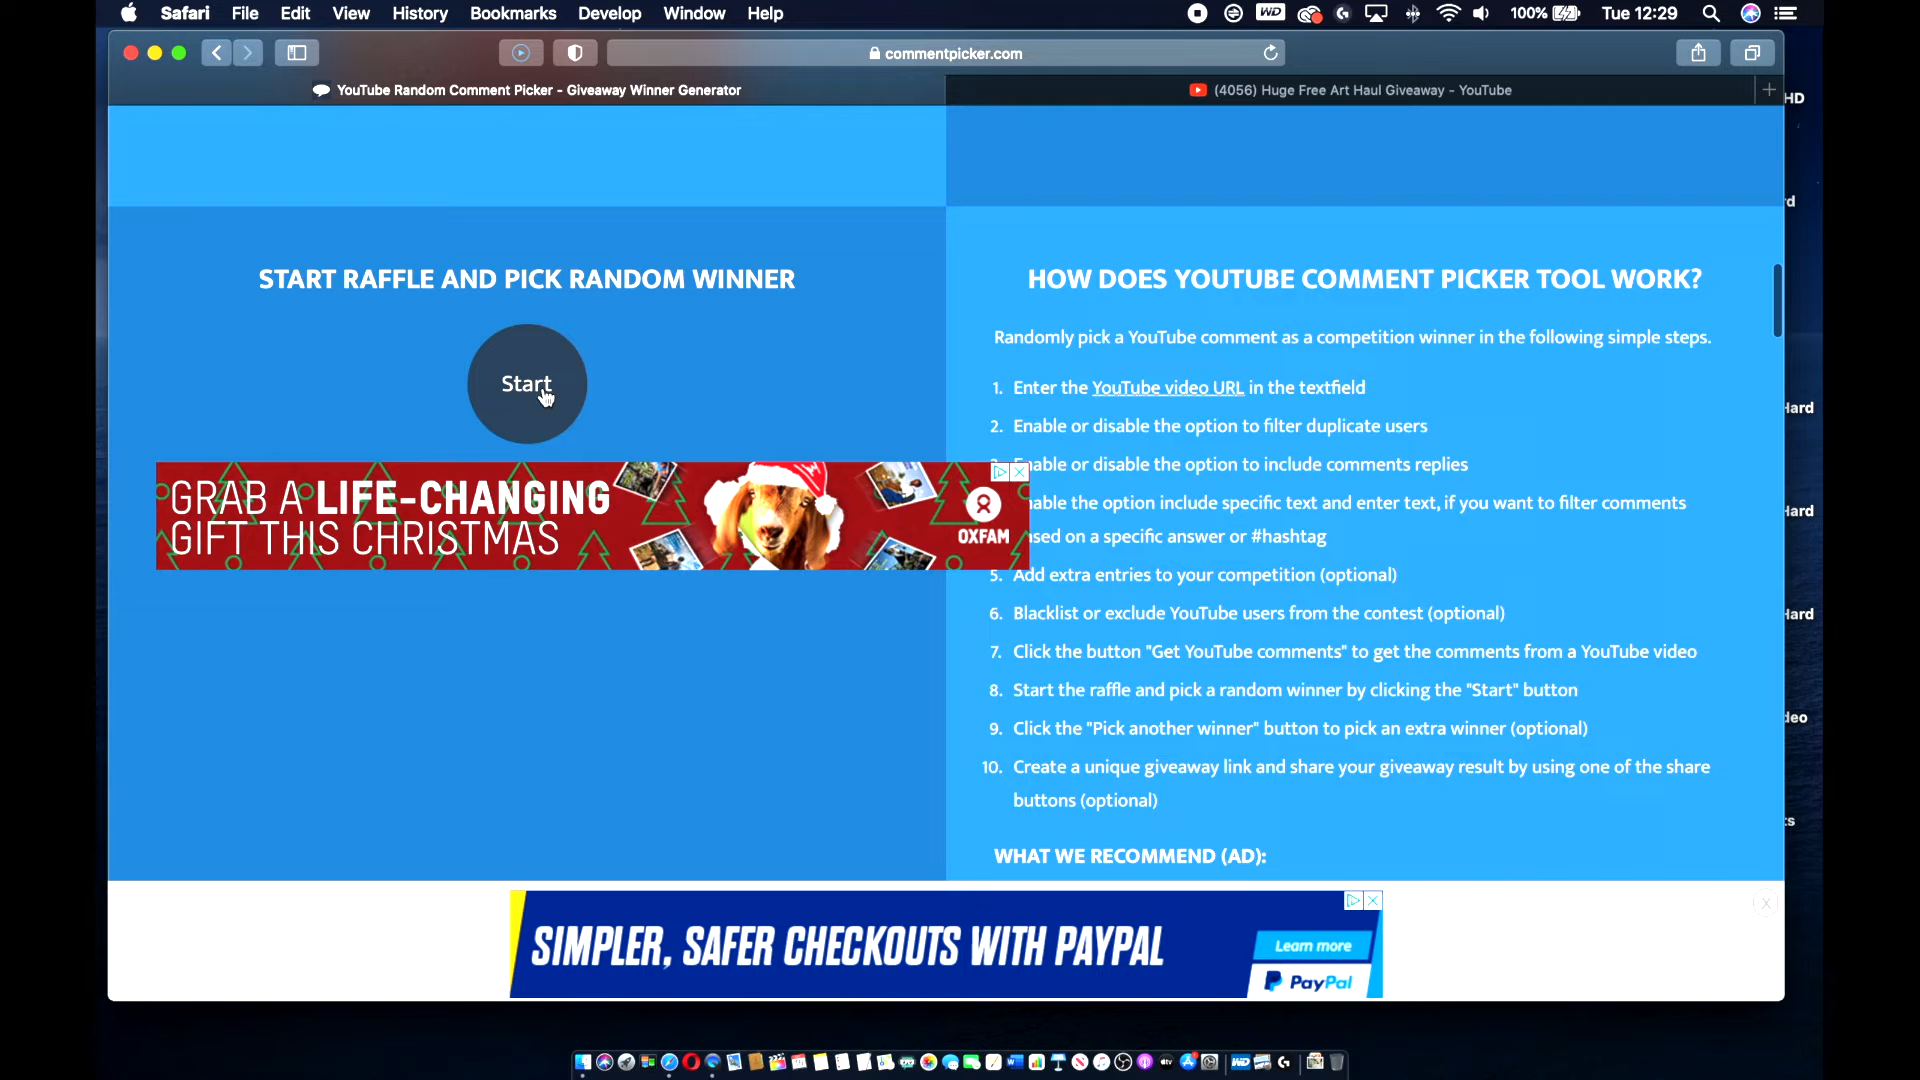 Safari File Edit View History Bookmarks Develop Window Help WD 100% Tue 12:29
commentpicker.com
YouTube Random Comment Picker - Giveaway Winner Generator
(4056) Huge Free Art Haul Giveaway - YouTube
HD
START RAFFLE AND PICK RANDOM WINNER
Start
GRAB A LIFE-CHANGING
GIFT THIS CHRISTMAS
OXFAM
HOW DOES YOUTUBE COMMENT PICKER TOOL WORK?
Randomly pick a YouTube comment as a competition winner in the following simple steps.
1. Enter the YouTube video URL in the textfield
2. Enable or disable the option to filter duplicate users
nable or disable the option to include comments replies
nable the option include specific text and enter text, if you want to filter comments
sed on a specific answer or #hashtag
5. Add extra entries to your competition (optional)
6. Blacklist or exclude YouTube users from the contest (optional)
7. Click the button "Get YouTube comments" to get the comments from a YouTube video
8. Start the raffle and pick a random winner by clicking the "Start" button
9. Click the "Pick another winner" button to pick an extra winner (optional)
10. Create a unique giveaway link and share your giveaway result by using one of the share
buttons (optional)
WHAT WE RECOMMEND (AD):
rd
Hard
Hard
Hard
deo
ts
SIMPLER, SAFER CHECKOUTS WITH PAYPAL
Learn more
PayPal
X